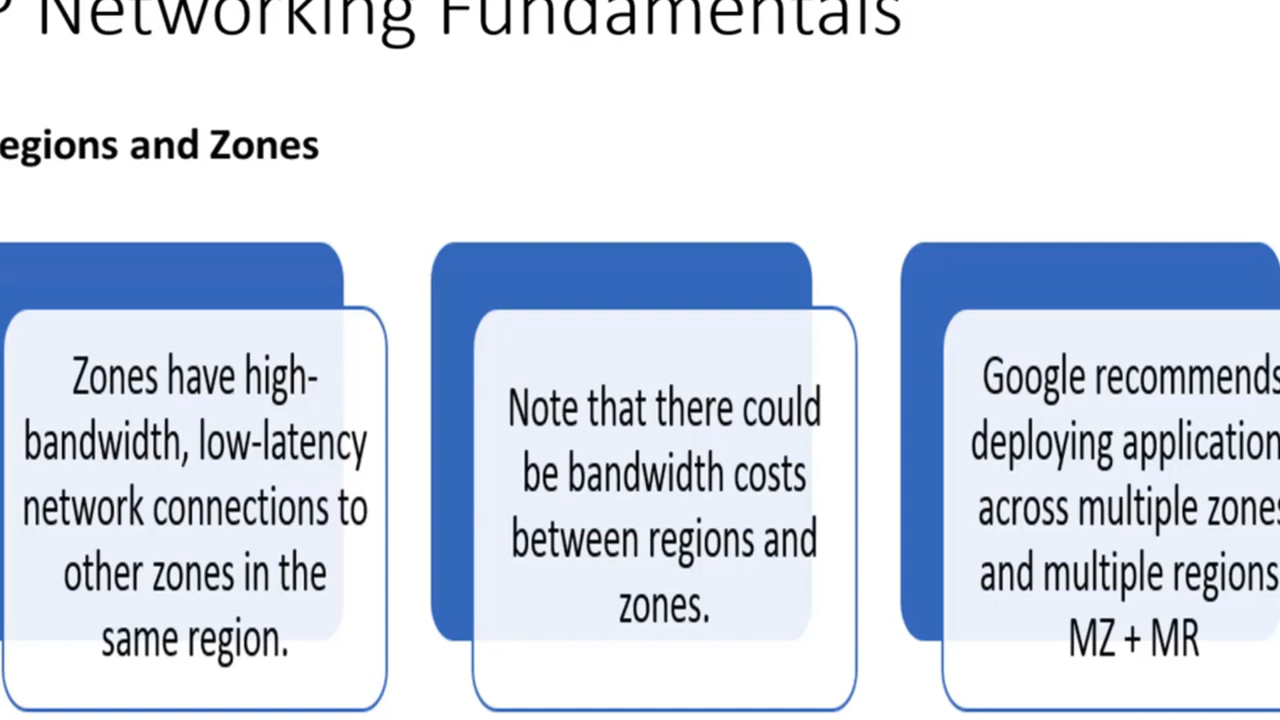 P Networking Fundamentals
egions and Zones
Zones have high-
bandwidth, low-latency
network connections to
other zones in the
same region.
Note that there could
be bandwidth costs
between regions and
zones.
Google recommends
deploying application
across multiple zones
and multiple regions
MZ + MR